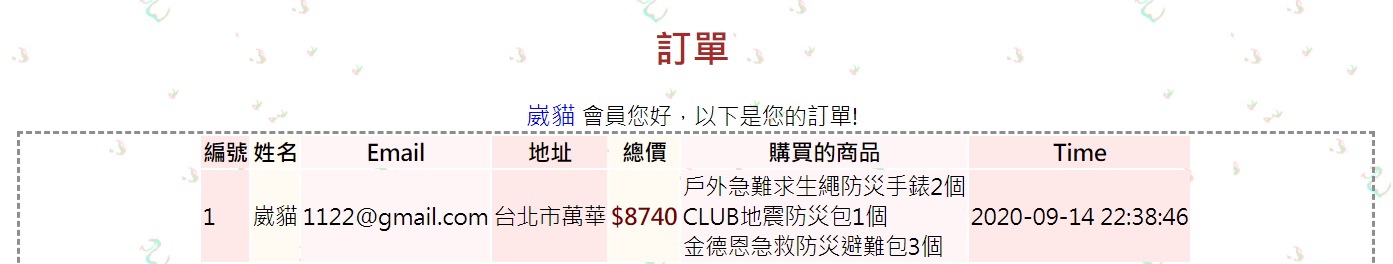 訂單
崴貓 會員您好，以下是您的訂單!
編號 姓名 Email 地址 總價 購買的商品 Time
1 崴貓 1122@gmail.com 台北市萬華 $8740 戶外急難求生繩防災手錶2個 2020-09-14 22:38:46
CLUB地震防災包1個
金德恩急救防災避難包3個